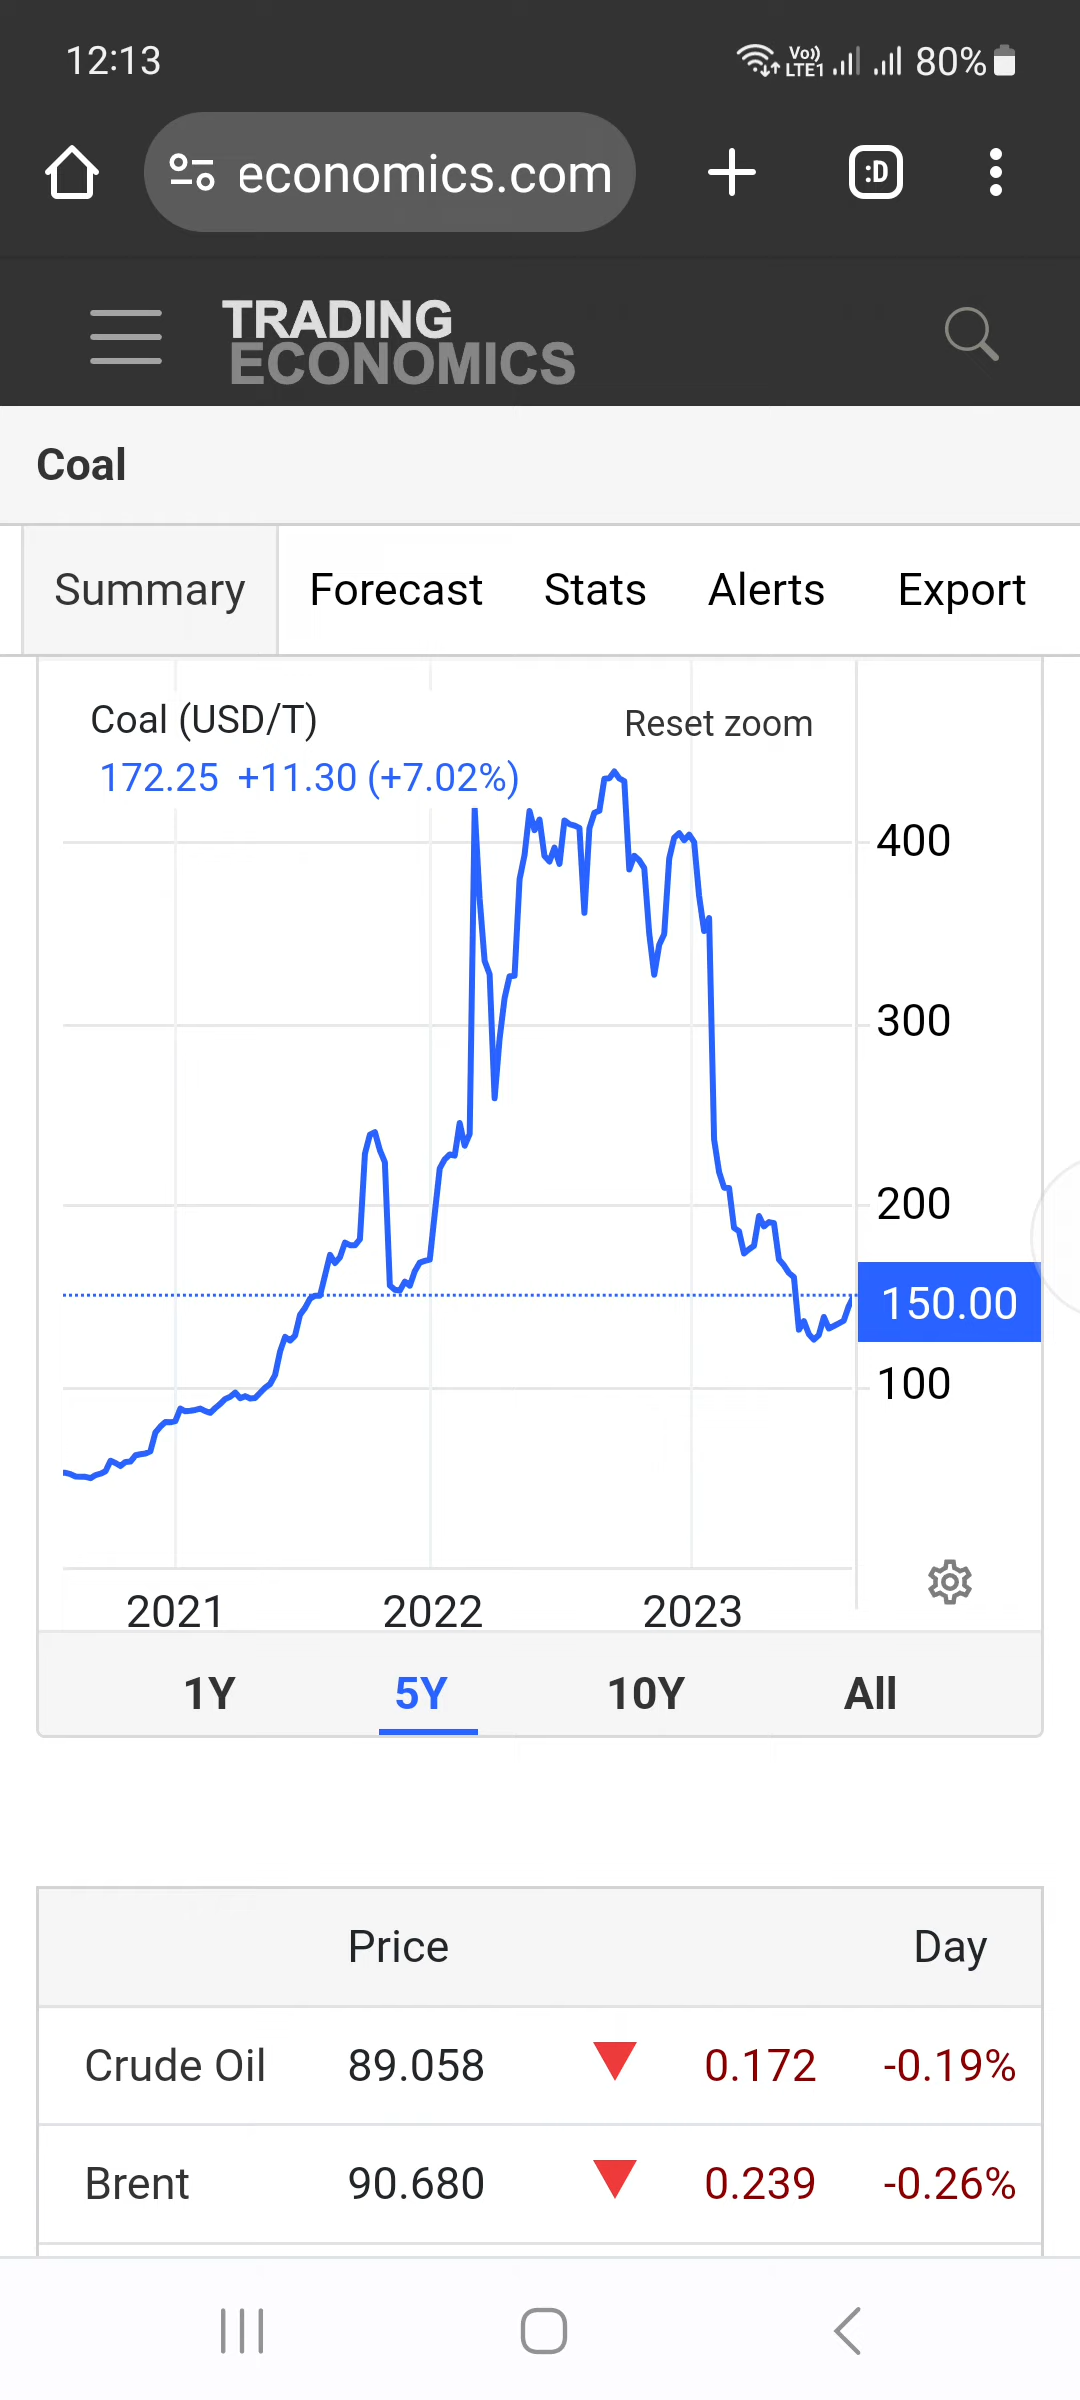 12:13
Vo)) LTE1 80%
economics.com
:D
TRADING
ECONOMICS
Coal
Summary Forecast Stats Alerts Export
Coal (USD/T)
Reset zoom
172.25 +11.30 (+7.02%)
400
300
200
150.00
100
2021 2022 2023
1Y 5Y 10Y All
Price Day
Crude Oil 89.058 0.172 -0.19%
Brent 90.680 0.239 -0.26%